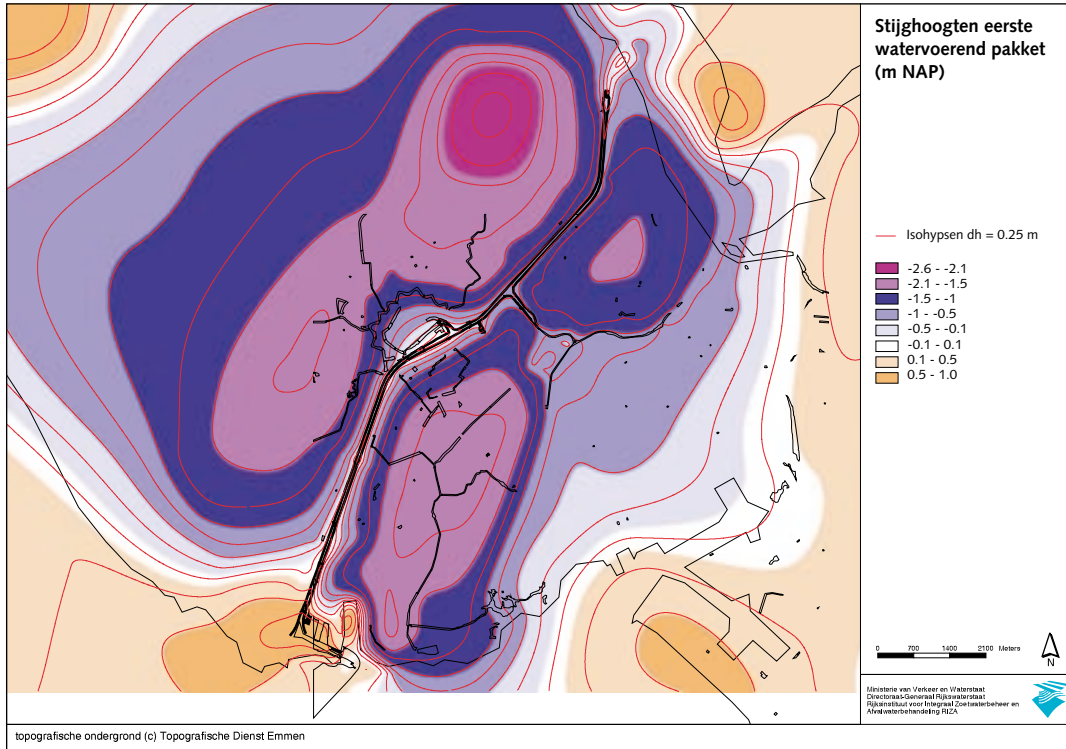 Stijghoogten eerste
watervoerend pakket
(m NAP)
Isohypsen dh = 0.25 m
-2.6 - -2.1
-2.1 - -1.5
-1.5 - -1
-1 - -0.5
-0.5 - -0.1
-0.1 - 0.1
0.1 - 0.5
0.5 - 1.0
0 700 1400 2100 Meters
N
Ministerie van Verkeer en Waterstaat
Directoraat-Generaal Rijkswaterstaat
Rijksinstituut voor Integraal Zoetwaterbeheer en
Afvalwaterbehandeling RIZA
topografische ondergrond (c) Topografische Dienst Emmen